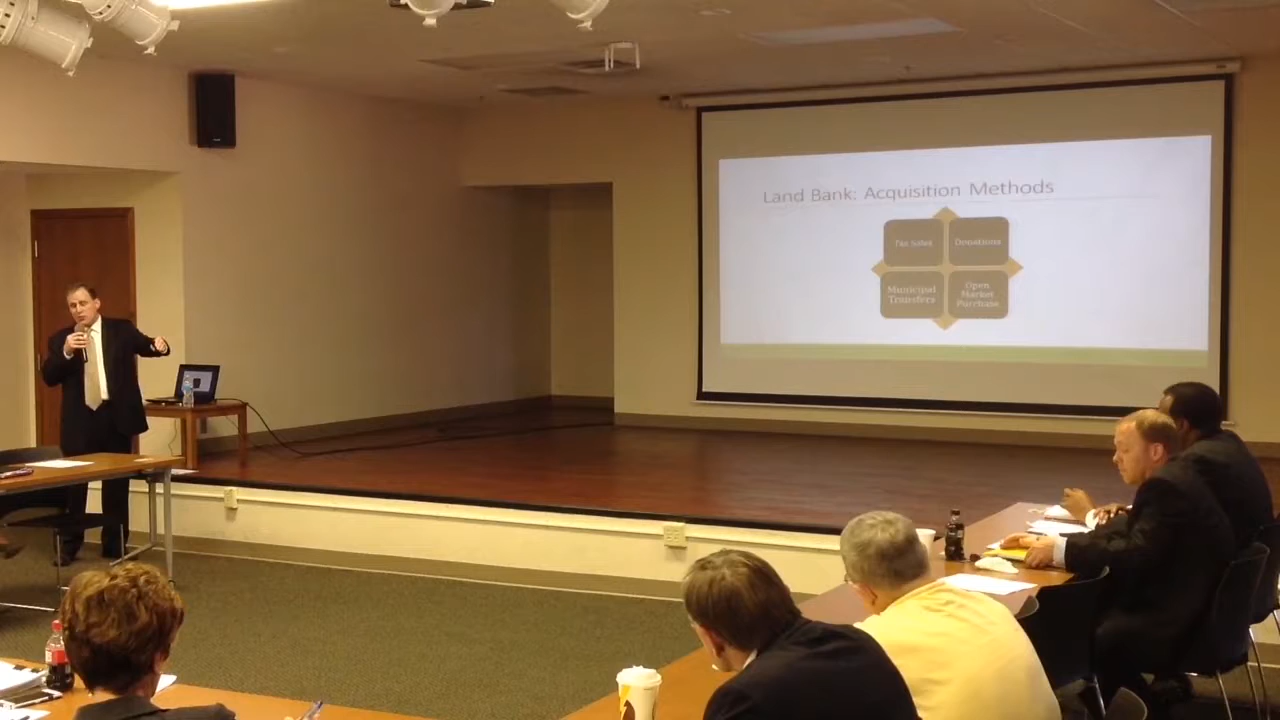 Land Bank: Acquisition Methods
Tax Sales
Donations
Municipal
Transfers
Open
Market
Purchase